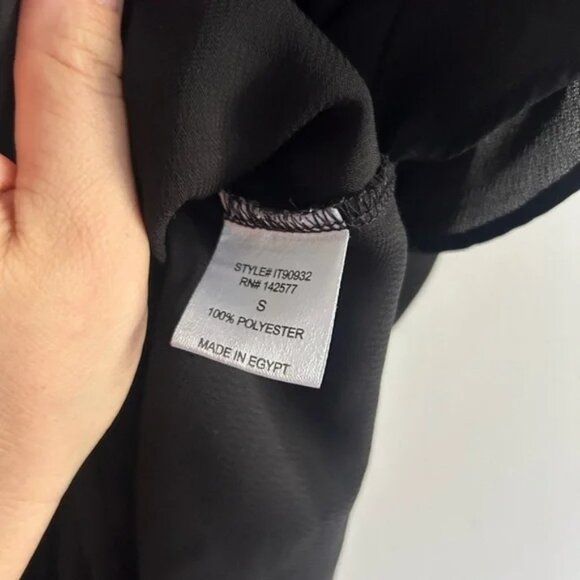 STYLE# IT90932
RN# 142577
S
100% POLYESTER
MADE IN EGYPT